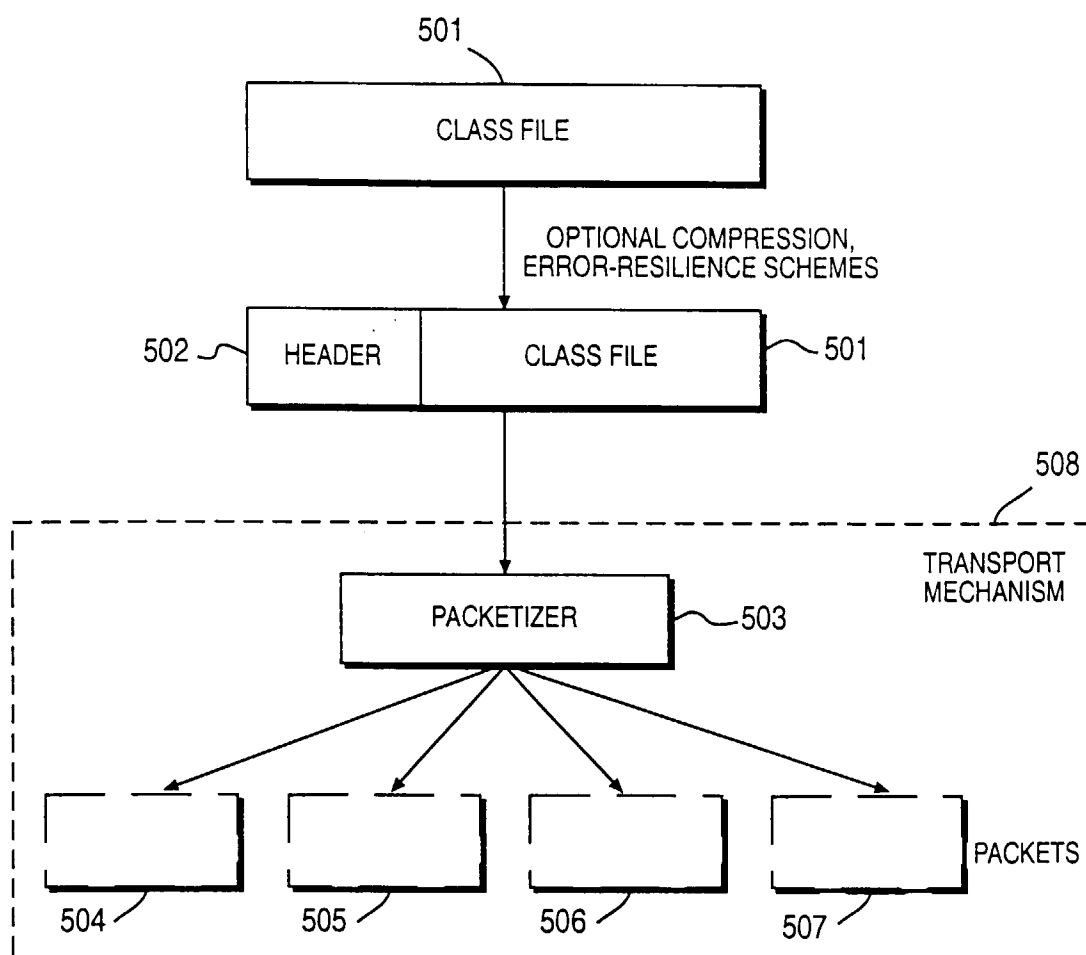 501
CLASS FILE
OPTIONAL COMPRESSION,
ERROR-RESILIENCE SCHEMES
502
HEADER
CLASS FILE
501
508
TRANSPORT
MECHANISM
PACKETIZER
503
PACKETS
504
505
506
507